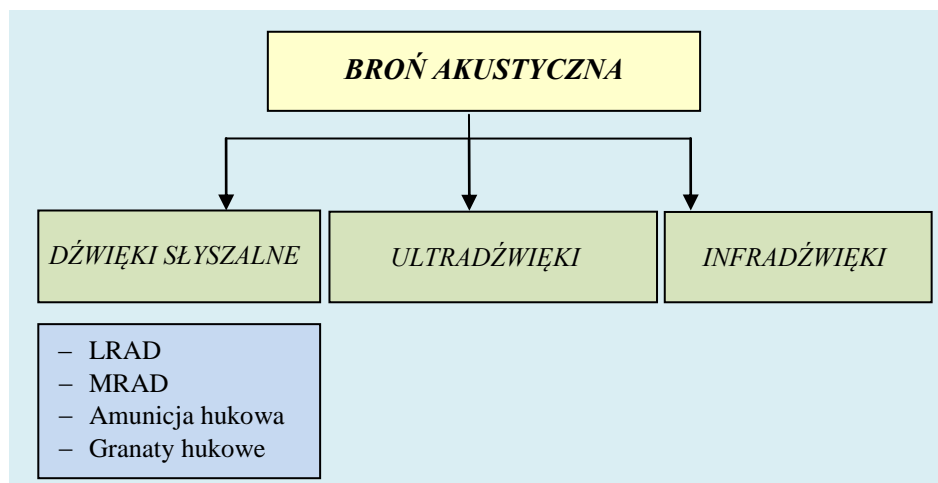 BROŃ AKUSTYCZNA
DŹWIĘKI SŁYSZALNE
ULTRADŹWIĘKI
INFRADŹWIĘKI
– LRAD
– MRAD
– Amunicja hukowa
– Granaty hukowe